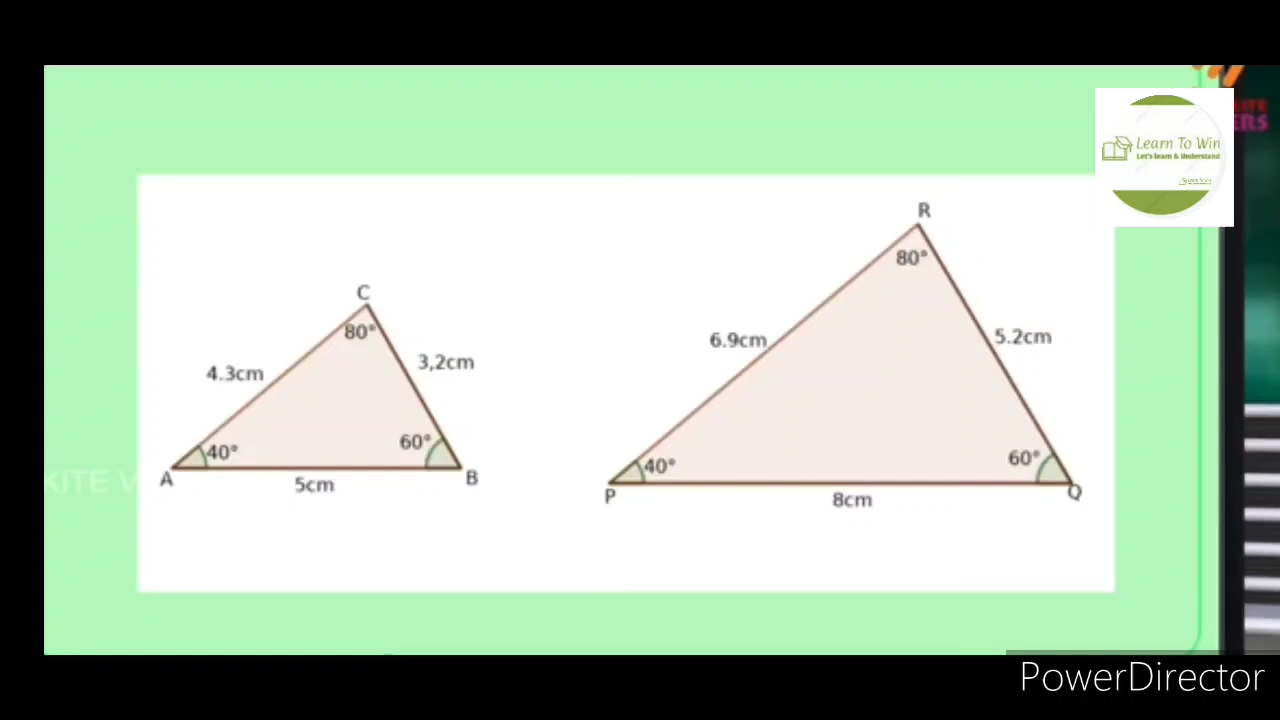 Learn To Win
Let's learn & Understand
R
80°
6.9cm
5.2cm
C
80°
4.3cm
3,2cm
40°
60°
A
5cm
B
40°
60°
P
8cm
Q
KITE V
PowerDirector